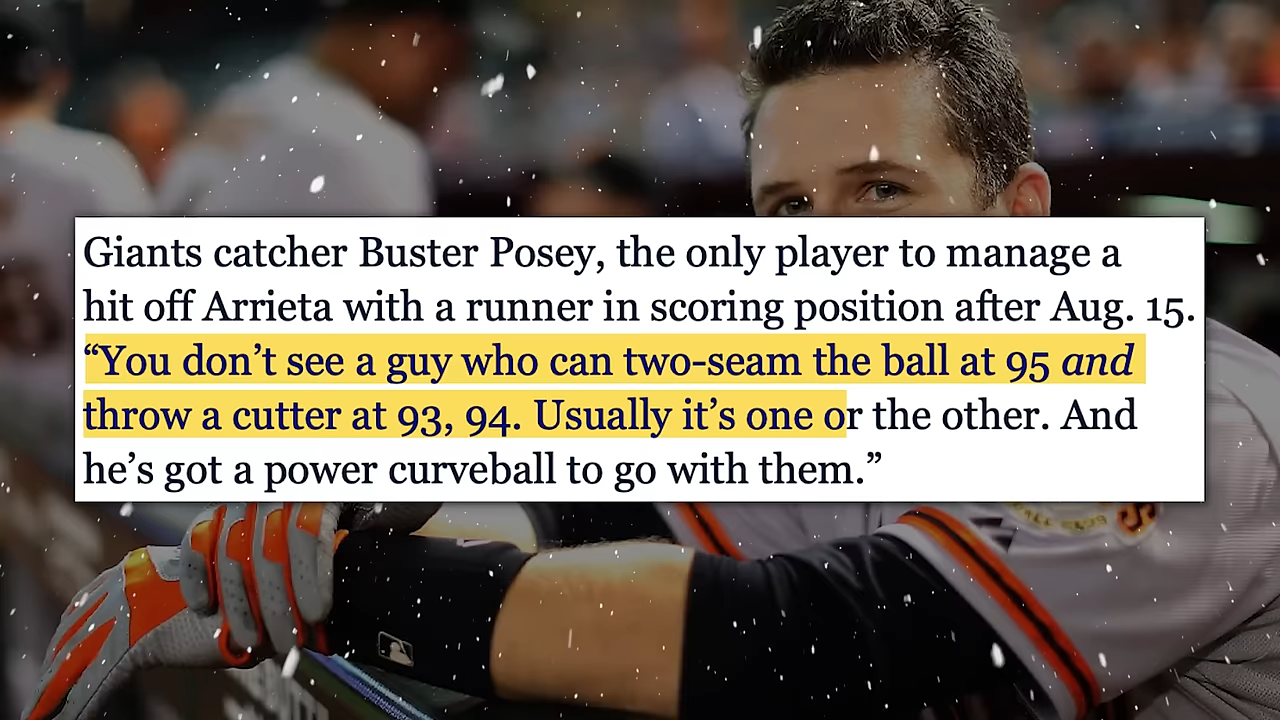 Giants catcher Buster Posey, the only player to manage a
hit off Arrieta with a runner in scoring position after Aug. 15.
“You don’t see a guy who can two-seam the ball at 95 and
throw a cutter at 93, 94. Usually it’s one or the other. And
he’s got a power curveball to go with them.”